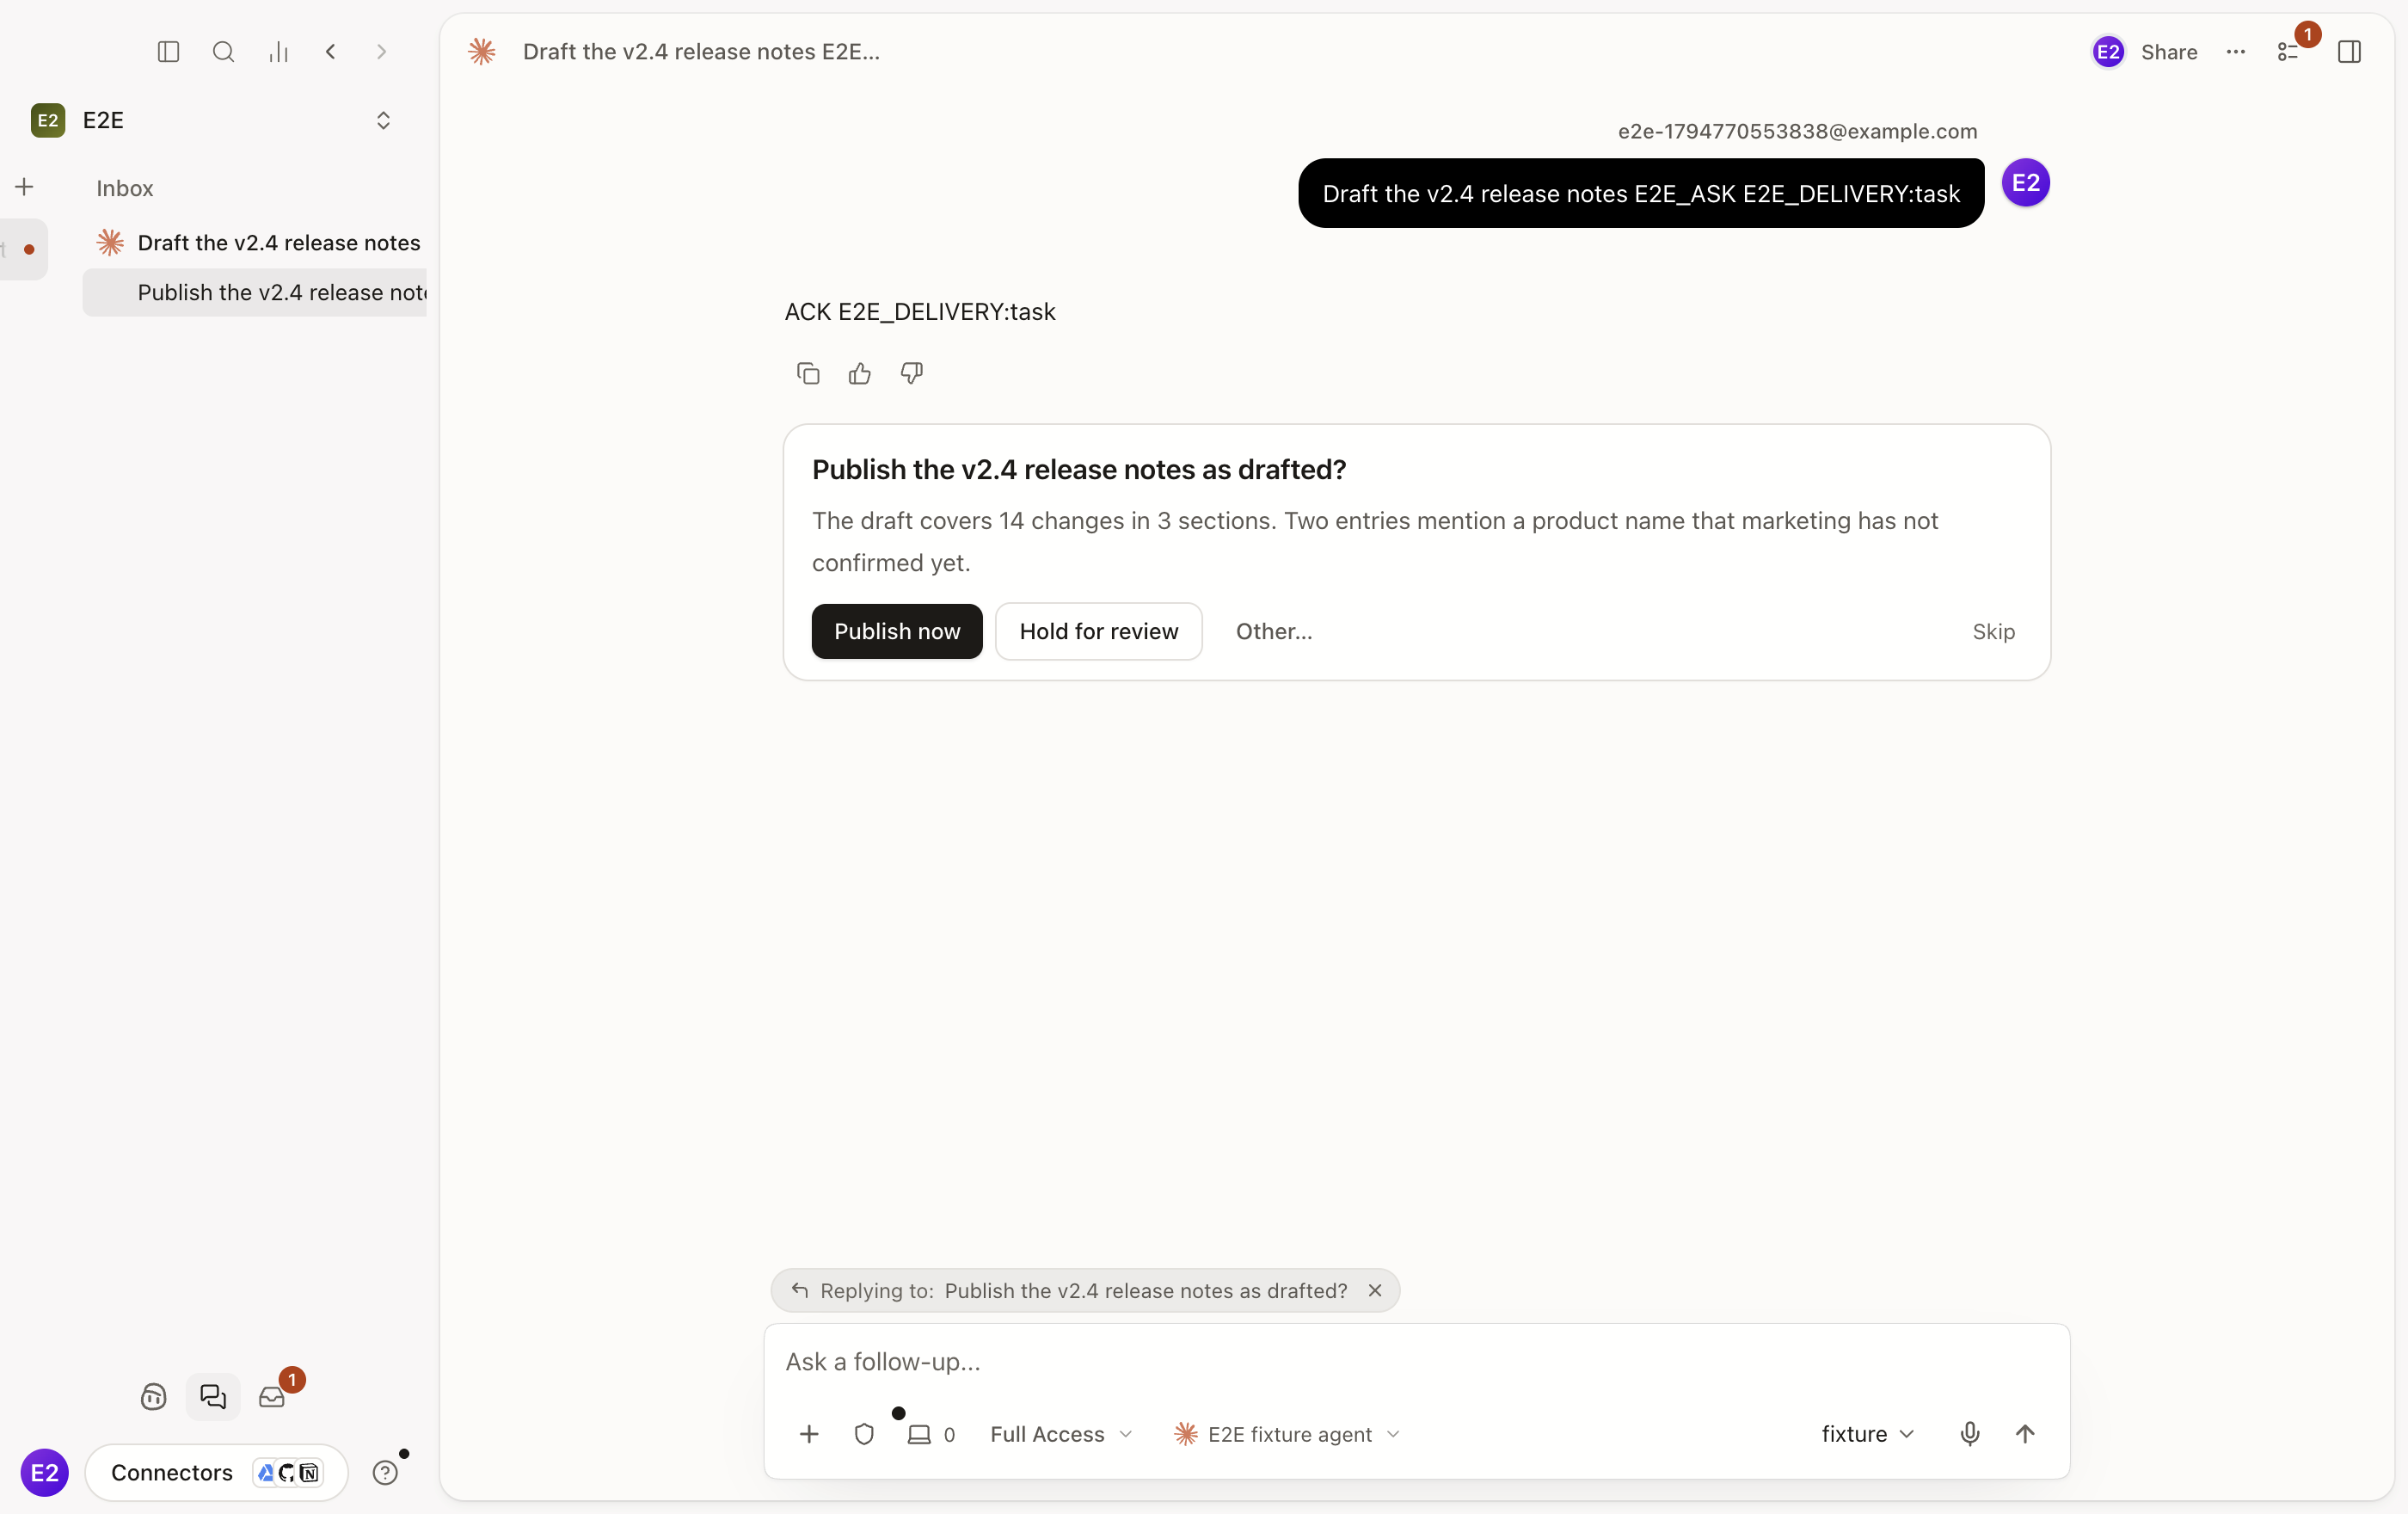 Draft the v2.4 release notes E2E...
E2 Share 1
E2 E2E
Inbox
Draft the v2.4 release notes
Publish the v2.4 release note
t
e2e-1794770553838@example.com
Draft the v2.4 release notes E2E_ASK E2E_DELIVERY:task
E2
ACK E2E_DELIVERY:task
Publish the v2.4 release notes as drafted?
The draft covers 14 changes in 3 sections. Two entries mention a product name that marketing has not
confirmed yet.
Publish now Hold for review Other... Skip
Replying to: Publish the v2.4 release notes as drafted?
Ask a follow-up...
0 Full Access E2E fixture agent fixture
1
E2 Connectors N ?